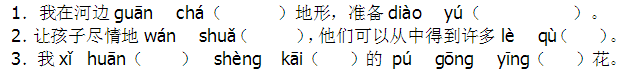 1. 我在河边 guān chá（ ）地形，准备 diào yú（ ）。
2. 让孩子尽情地 wán shuǎ（ ），他们可以从中得到许多 lè qù（ ）。
3. 我 xǐ huān（ ） shèng kāi（ ）的 pú gōng yīng（ ）花。